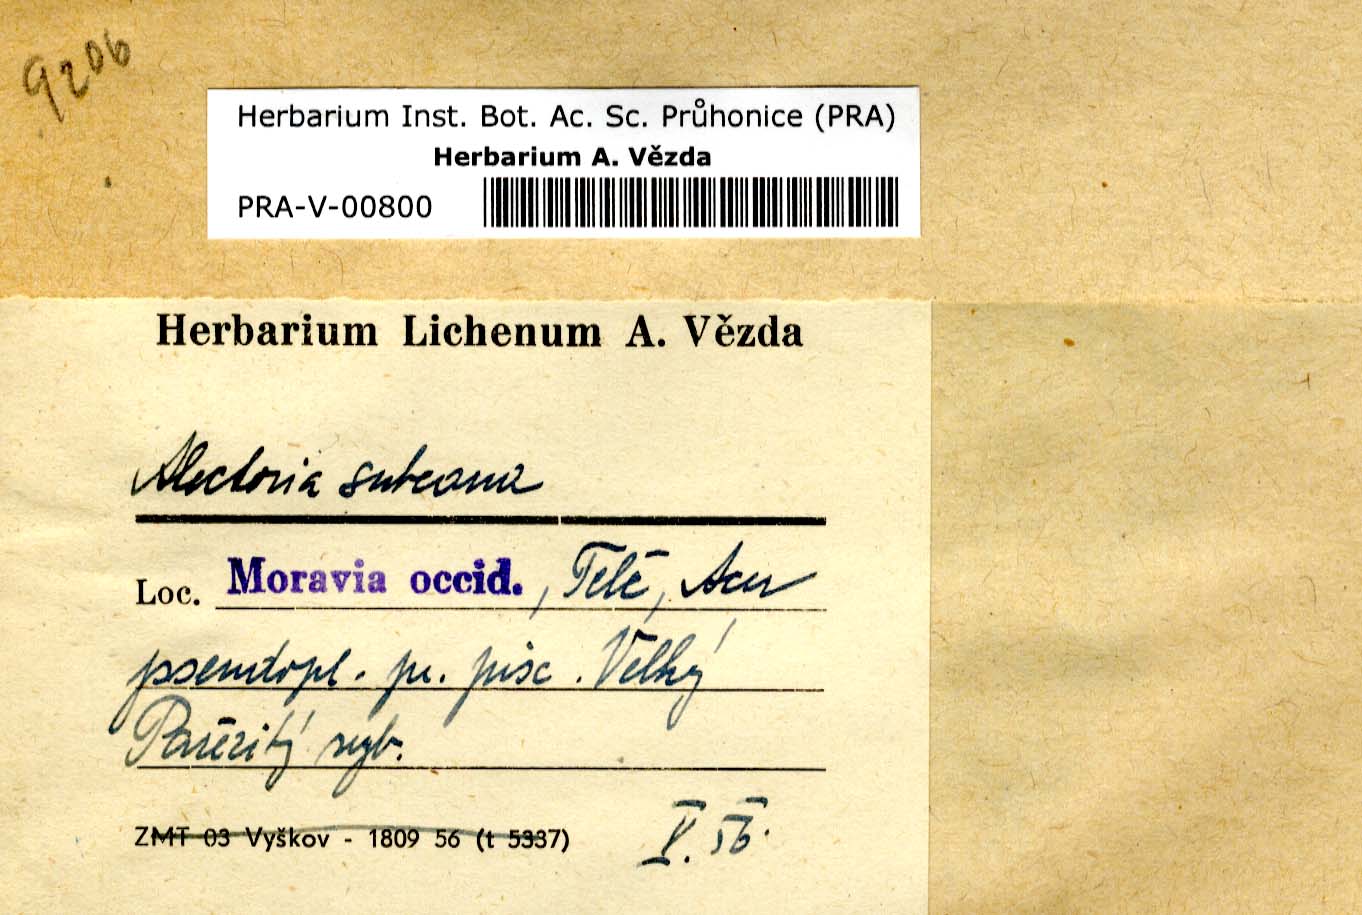 9206
Herbarium Inst. Bot. Ac. Sc. Průhonice (PRA)
Herbarium A. Vězda
PRA-V-00800
Herbarium Lichenum A. Vězda
Alectoria subcana
Loc. Moravia occid., Telč, Acer
pseudopl. pr. pisc. Velký
Pařezitý ryb.
ZMT 03 Vyškov - 1809 56 (t 5337)
V. 56.